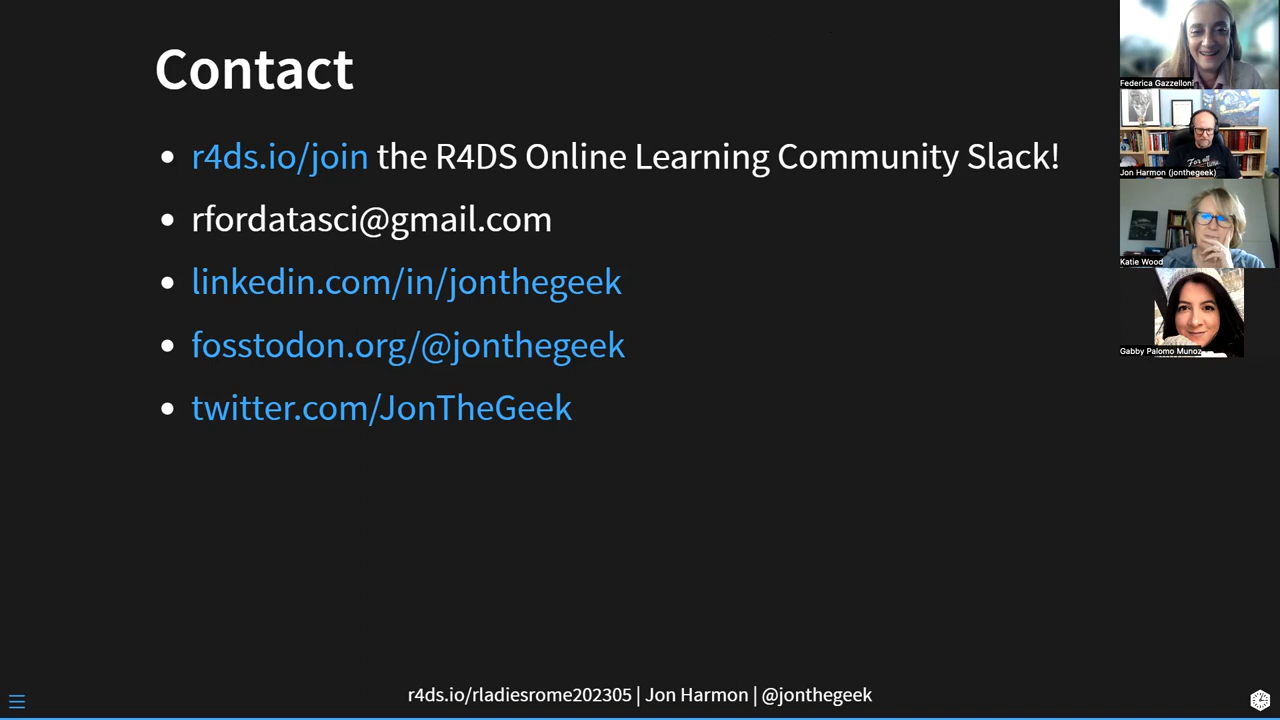 Contact
r4ds.io/join the R4DS Online Learning Community Slack!
rfordatasci@gmail.com
linkedin.com/in/jonthegeek
fosstodon.org/@jonthegeek
twitter.com/JonTheGeek
r4ds.io/rladiesrome202305 | Jon Harmon | @jonthegeek
Federica Gazzelloni
For all
Jon Harmon (jonthegeek)
Katie Wood
Gabby Palomo Munoz